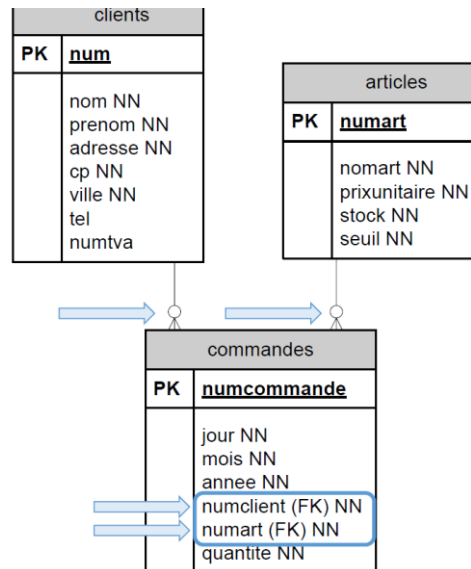 clients
PK num
nom NN
prenom NN
adresse NN
cp NN
ville NN
tel
numtva
articles
PK numart
nomart NN
prixunitaire NN
stock NN
seuil NN
commandes
PK numcommande
jour NN
mois NN
annee NN
numclient (FK) NN
numart (FK) NN
quantite NN